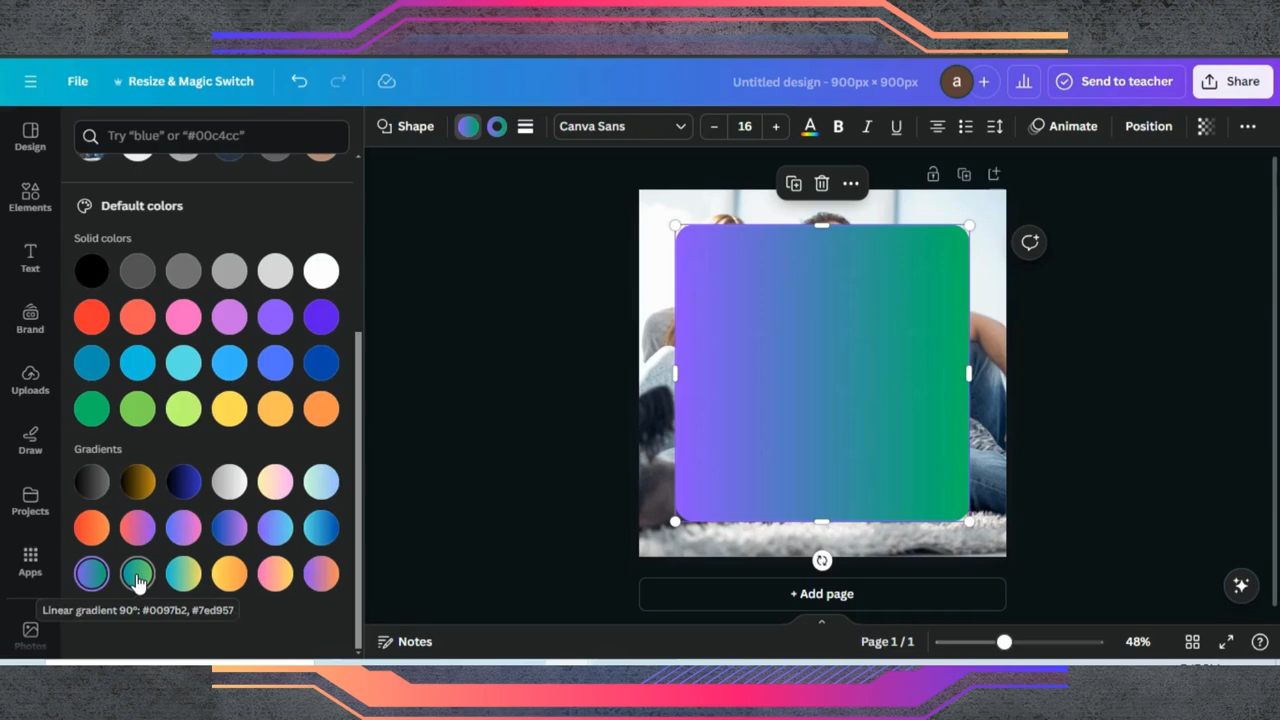 File
Resize & Magic Switch
Untitled design - 900px × 900px
a
Send to teacher
Share
Design
Try “blue” or “#00c4cc”
Shape
Canva Sans
16
B
I
U
A
Animate
Position
Elements
Default colors
Solid colors
Text
Brand
Uploads
Draw
Gradients
Projects
Apps
Linear gradient 90°: #0097b2, #7ed957
Photos
+ Add page
Notes
Page 1 / 1
48%